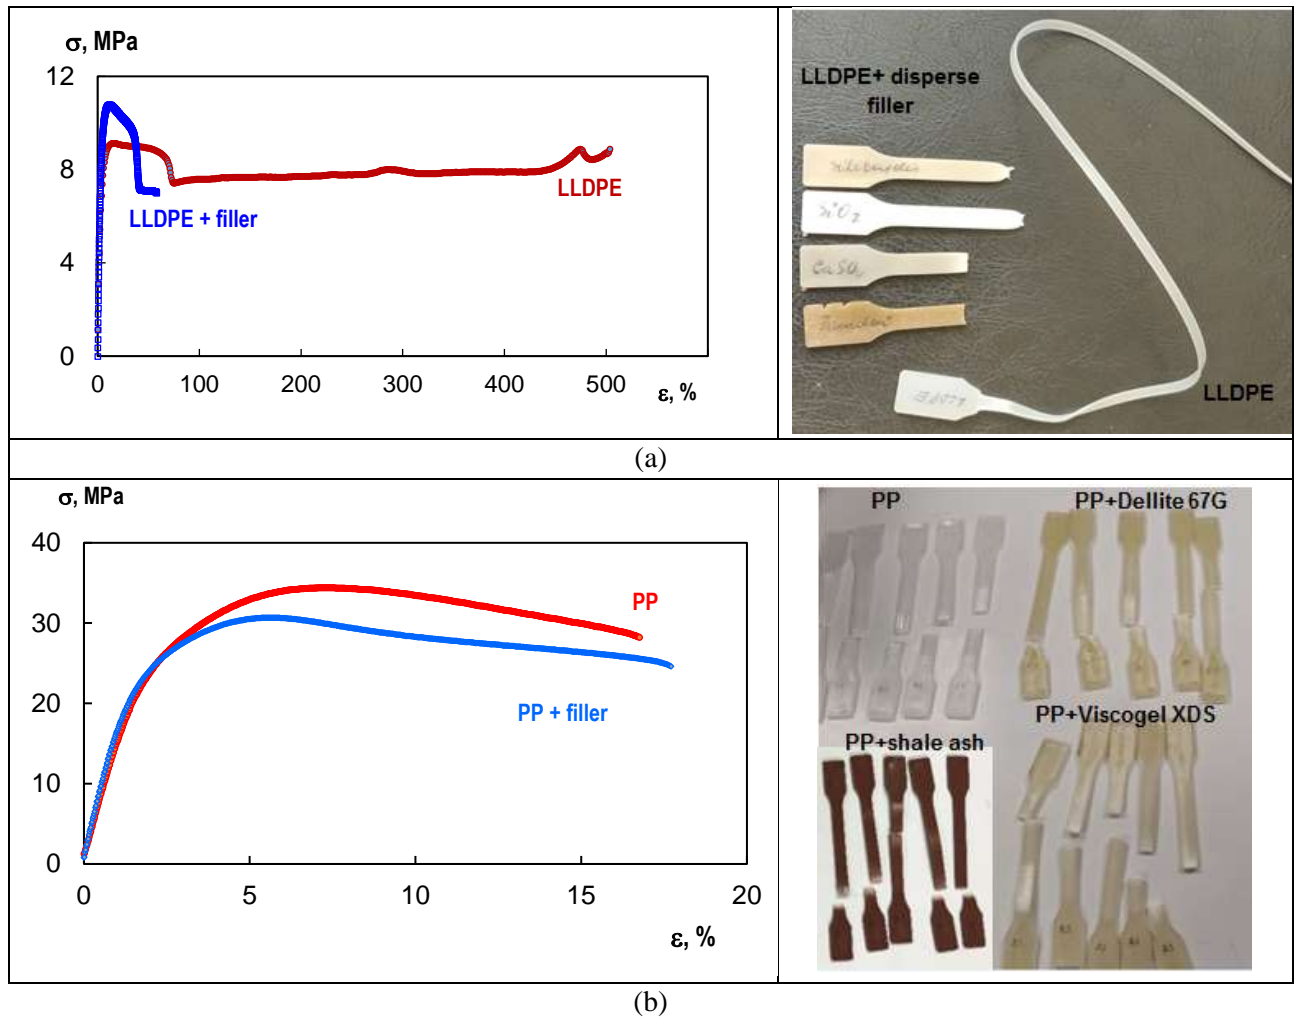 σ, MPa
12
8
4
0
0
100
200
300
400
500
ε, %
LLDPE + filler
LLDPE
LLDPE+ disperse
filler
SiO2
CaSO4
LLDPE
LLDPE
(a)
σ, MPa
40
30
20
10
0
0
5
10
15
20
ε, %
PP
PP + filler
PP
PP+Dellite 67G
PP+shale ash
PP+Viscogel XDS
(b)